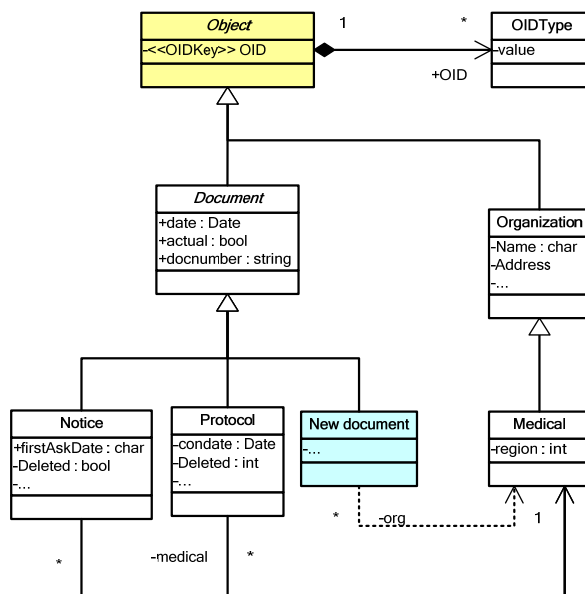 Object
1
*
OIDType
-<<OIDKey>> OID
-value
+OID
Document
+date : Date
+actual : bool
+docnumber : string
Organization
-Name : char
-Address
-...
Notice
+firstAskDate : char
-Deleted : bool
-...
Protocol
-condate : Date
-Deleted : int
-...
New document
-...
Medical
-region : int
*
-org
1
*
-medical
*